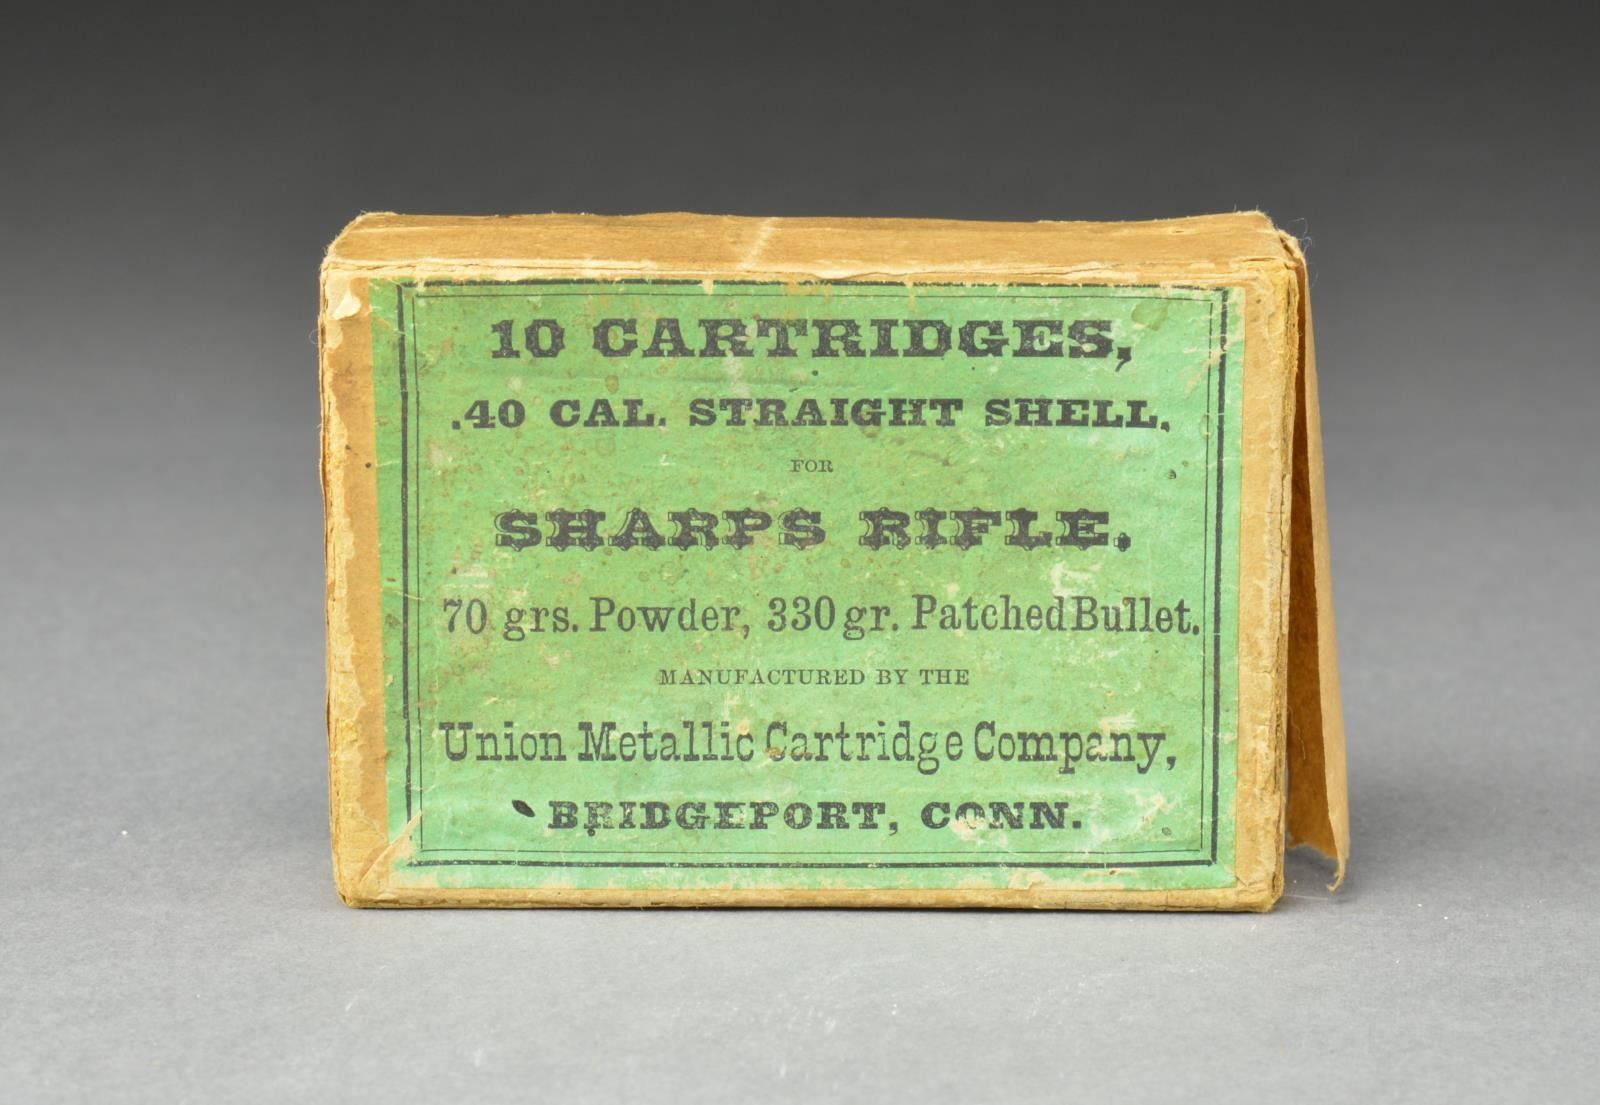 10 CARTRIDGES,
.40 CAL. STRAIGHT SHELL,
FOR
SHARPS RIFLE.
70 grs. Powder, 330 gr. Patched Bullet.
MANUFACTURED BY THE
Union Metallic Cartridge Company,
BRIDGEPORT, CONN.